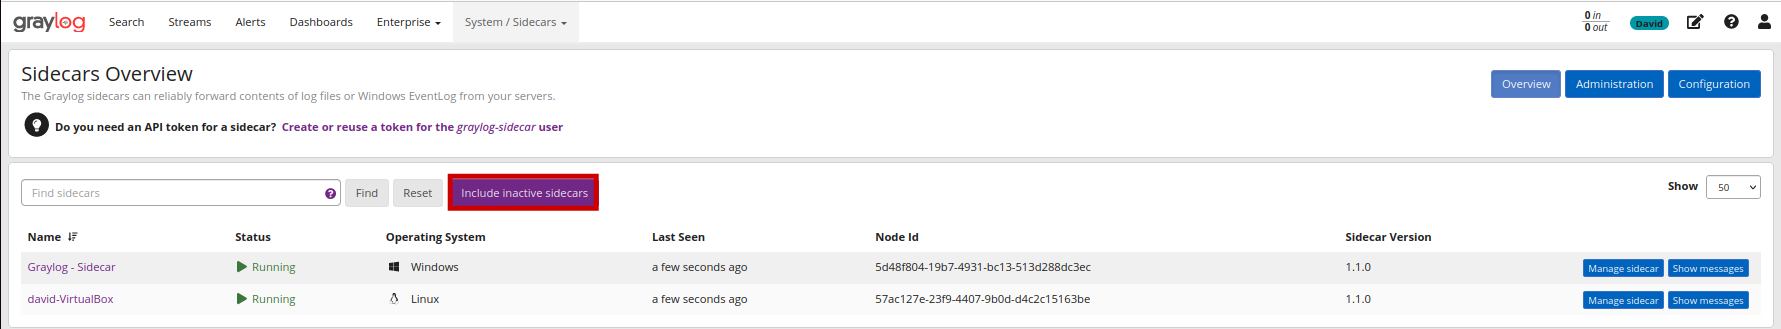 graylog Search Streams Alerts Dashboards Enterprise System / Sidecars 0 in David
0 out
Sidecars Overview
Overview Administration Configuration
The Graylog sidecars can reliably forward contents of log files or Windows EventLog from your servers.
Do you need an API token for a sidecar? Create or reuse a token for the graylog-sidecar user
Find sidecars Find Reset Include inactive sidecars Show 50
Name Status Operating System Last Seen Node Id Sidecar Version
Graylog - Sidecar Running Windows a few seconds ago 5d48f804-19b7-4931-bc13-513d288dc3ec 1.1.0 Manage sidecar Show messages
david-VirtualBox Running Linux a few seconds ago 57ac127e-23f9-4407-9b0d-d4c2c15163be 1.1.0 Manage sidecar Show messages